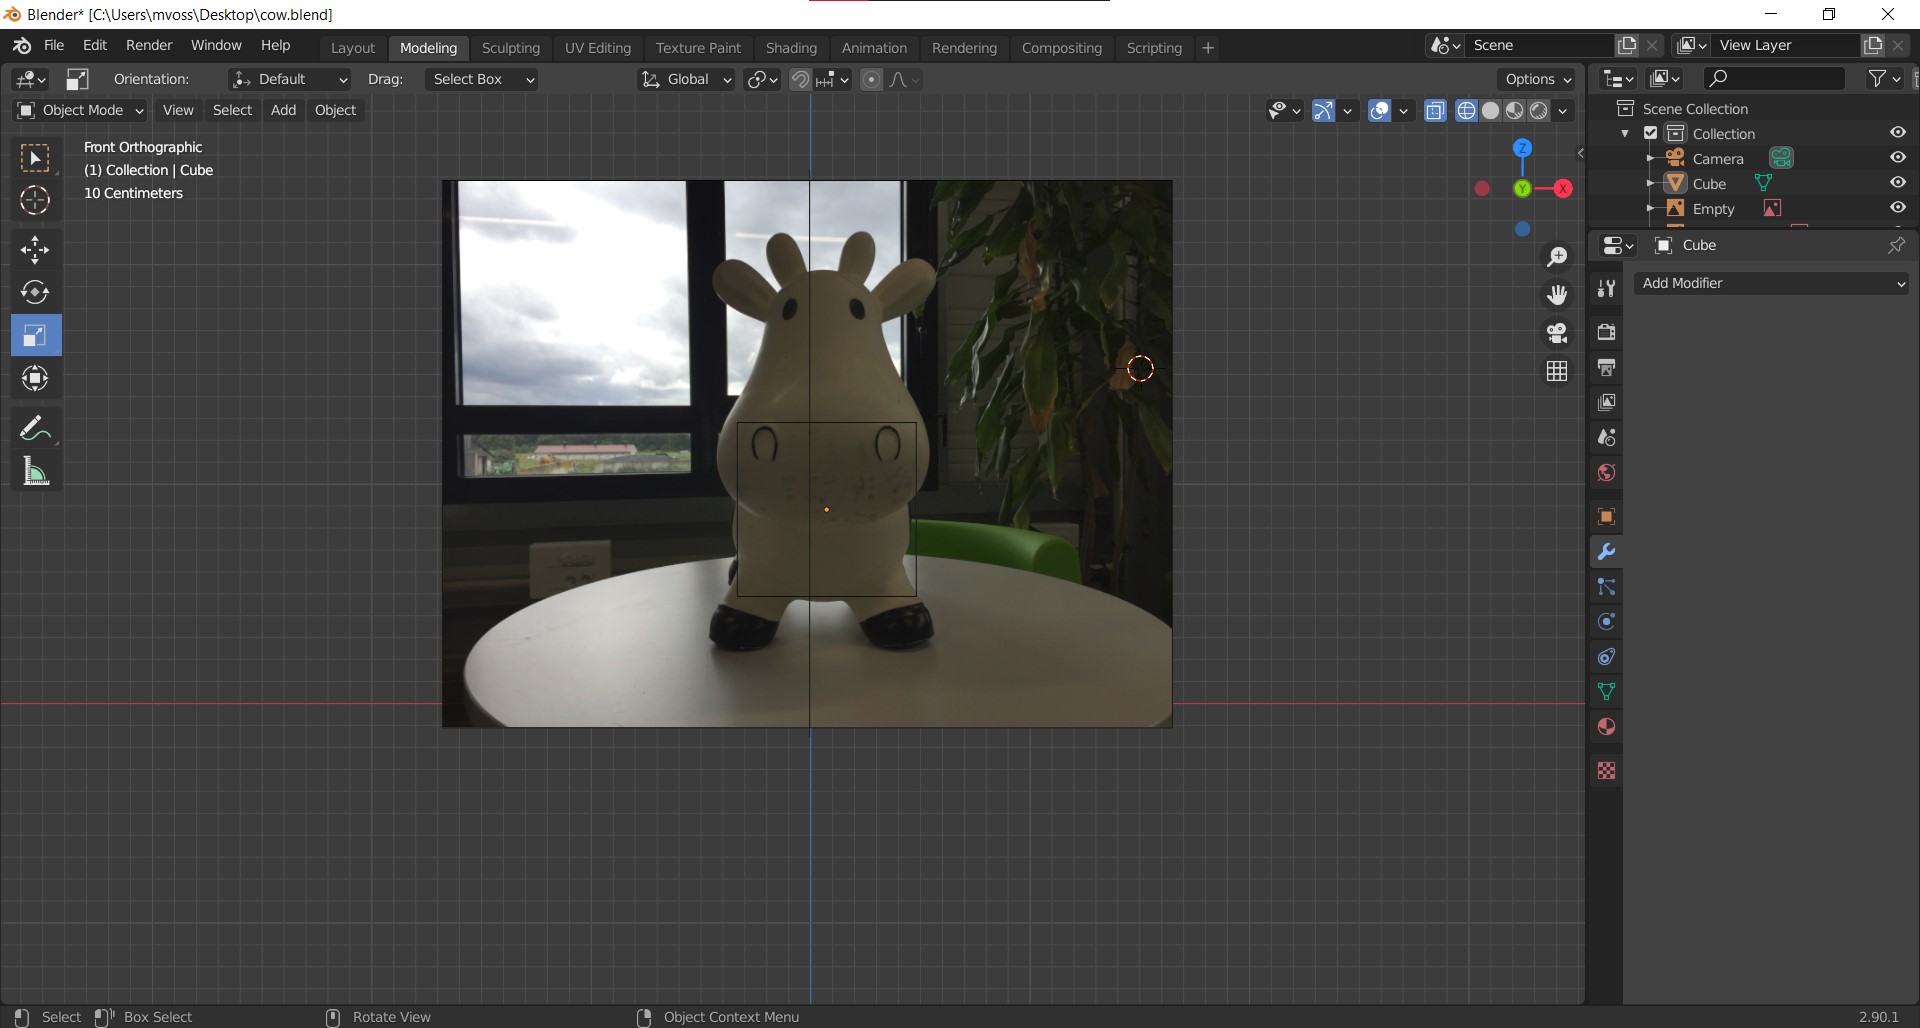 Blender* [C:\Users\mvoss\Desktop\cow.blend]
File Edit Render Window Help Layout Modeling Sculpting UV Editing Texture Paint Shading Animation Rendering Compositing Scripting + Scene View Layer
Orientation: Default Drag: Select Box Global Options
Object Mode View Select Add Object
Front Orthographic
(1) Collection | Cube
10 Centimeters
Z
Y
X
Scene Collection
Collection
Camera
Cube
Empty
Cube
Add Modifier
Select Box Select Rotate View Object Context Menu 2.90.1